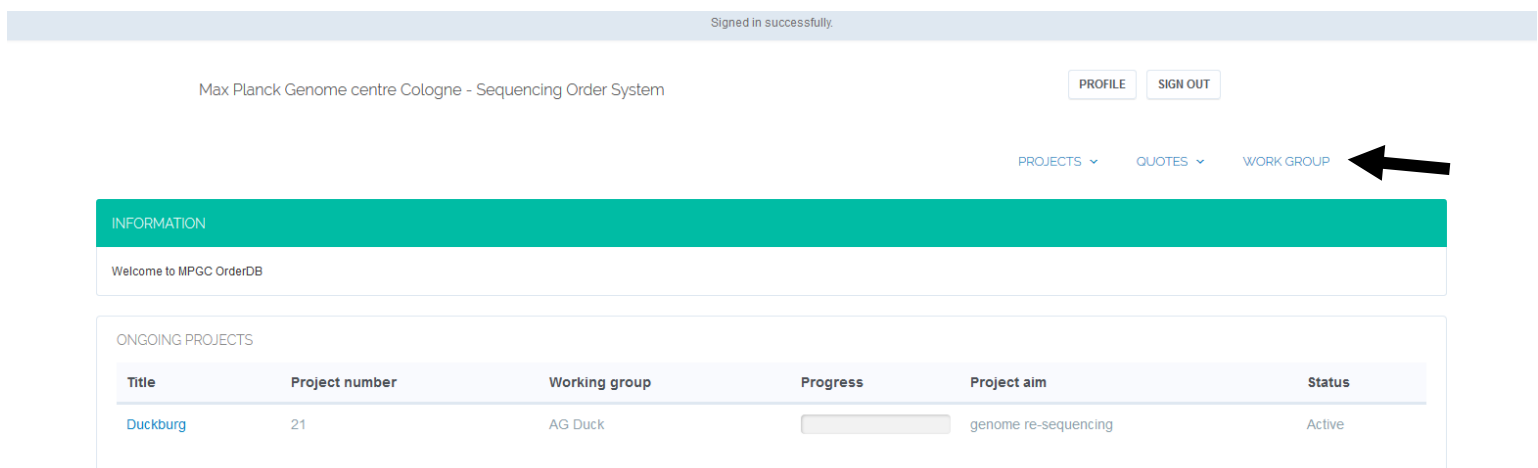 Signed in successfully.
Max Planck Genome centre Cologne - Sequencing Order System
PROFILE SIGN OUT
PROJECTS QUOTES WORK GROUP
INFORMATION
Welcome to MPGC OrderDB
ONGOING PROJECTS
Title Project number Working group Progress Project aim Status
Duckburg 21 AG Duck genome re-sequencing Active